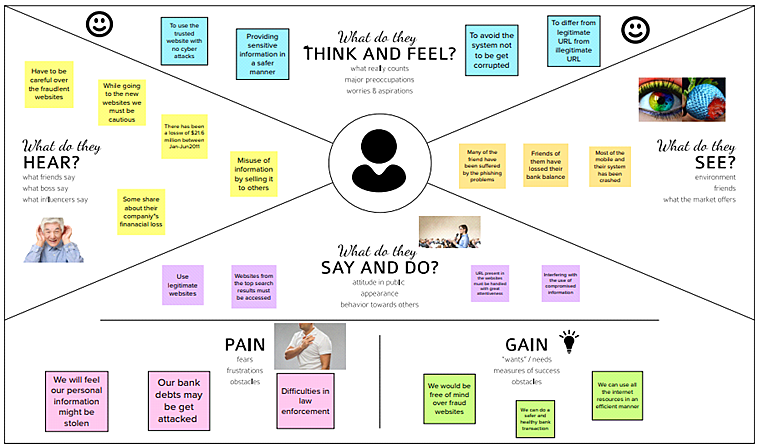 To use the
trusted
website with
no cyber
attacks
Providing
sensitive
information in
a safer
manner
What do they
THINK AND FEEL?
what really counts
major preoccupations
worries & aspirations
To avoid the
system not
to be get
corrupted
To differ from
legitimate
URL from
illegitimate
URL
Have to be
careful over
the fraudlent
websites
While going
to the new
websites we
must be
cautious
There has been
a losse of $21.6
million between
Jan-Jun2011
Misuse of
information by
selling it to
others
Some share
about their
company"s
finanacial loss
What do they
HEAR?
what friends say
what boss say
what influencers say
Many of the
friend have
been suffered
by the phishing
problems
Friends of
them have
lossed their
bank balance
Most of the
mobile and
their system
has been
crashed
What do they
SEE?
environment
friends
what the market offers
What do they
SAY AND DO?
attitude in public
appearance
behavior towards others
Use
legitimate
websites
Websites from
the top search
results must
be accessed
URL present in
the websites
must be handled
with great
Interfering with
the use of
compromised
information
PAIN
fears
frustrations
obstacles
We will feel
our personal
information
might be
stolen
Our bank
debts may
be get
attacked
Difficulties in
law
enforcement
GAIN
"wants" / needs
measures of success
obstacles
We would be
free of mind
over fraud
websites
We can do a
safer and
healthy bank
transaction
We can use all
the internet
resources in an
efficient manner